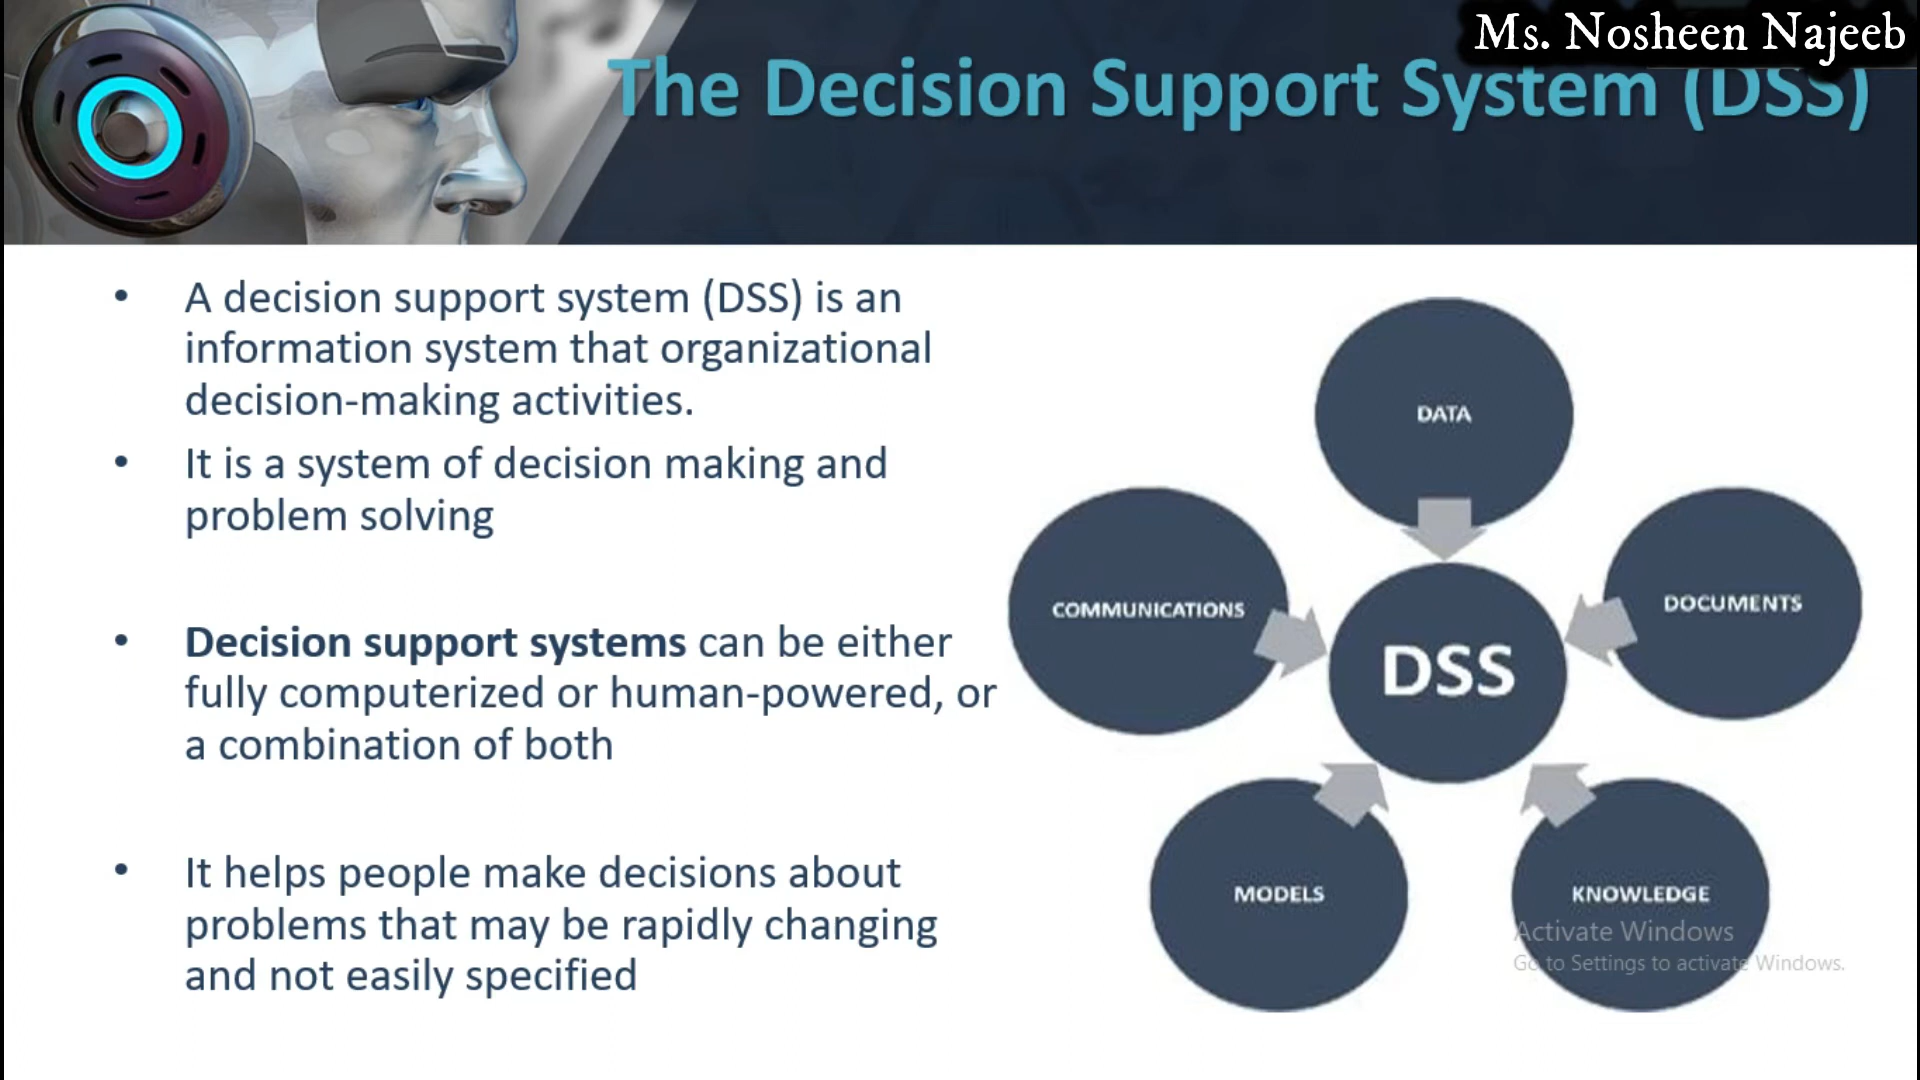 Ms. Nosheen Najeeb
The Decision Support System (DSS)
• A decision support system (DSS) is an
information system that organizational
decision-making activities.
• It is a system of decision making and
problem solving
• Decision support systems can be either
fully computerized or human-powered, or
a combination of both
• It helps people make decisions about
problems that may be rapidly changing
and not easily specified
DATA
COMMUNICATIONS
DOCUMENTS
DSS
MODELS
KNOWLEDGE
Activate Windows
Go to Settings to activate Windows.